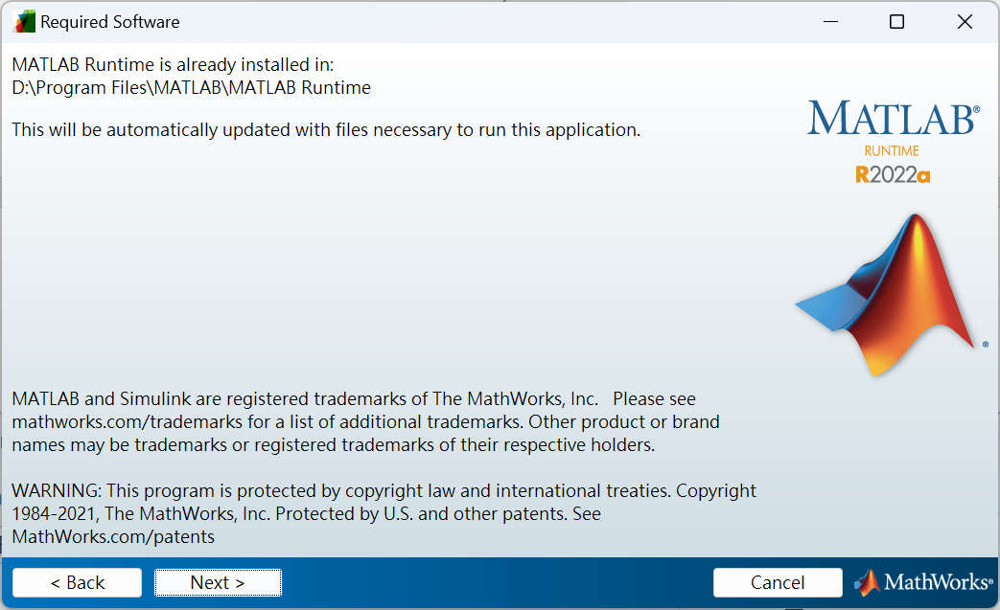 Required Software
MATLAB Runtime is already installed in:
D:\Program Files\MATLAB\MATLAB Runtime
This will be automatically updated with files necessary to run this application.
MATLAB®
RUNTIME
R2022a
®
MATLAB and Simulink are registered trademarks of The MathWorks, Inc.   Please see
mathworks.com/trademarks for a list of additional trademarks. Other product or brand
names may be trademarks or registered trademarks of their respective holders.
WARNING: This program is protected by copyright law and international treaties. Copyright
1984-2021, The MathWorks, Inc. Protected by U.S. and other patents. See
MathWorks.com/patents
< Back
Next >
Cancel
MathWorks®